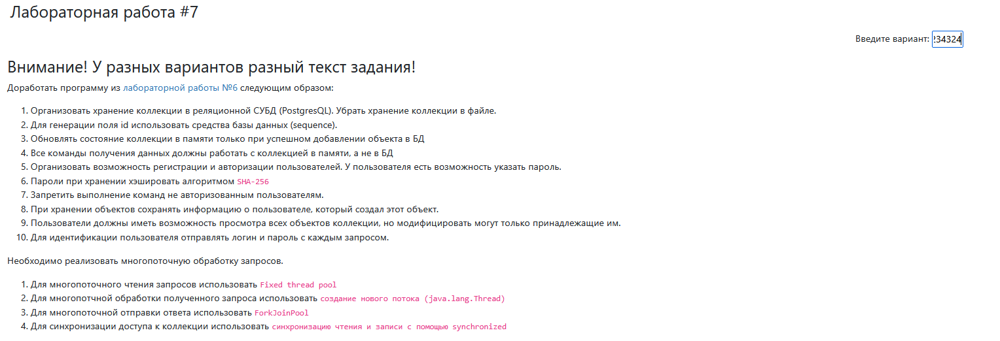 Лабораторная работа #7
Введите вариант: 234324
Внимание! У разных вариантов разный текст задания!
Доработать программу из лабораторной работы №6 следующим образом:
1. Организовать хранение коллекции в реляционной СУБД (PostgresQL). Убрать хранение коллекции в файле.
2. Для генерации поля id использовать средства базы данных (sequence).
3. Обновлять состояние коллекции в памяти только при успешном добавлении объекта в БД
4. Все команды получения данных должны работать с коллекцией в памяти, а не в БД
5. Организовать возможность регистрации и авторизации пользователей. У пользователя есть возможность указать пароль.
6. Пароли при хранении хэшировать алгоритмом SHA-256
7. Запретить выполнение команд не авторизованным пользователям.
8. При хранении объектов сохранять информацию о пользователе, который создал этот объект.
9. Пользователи должны иметь возможность просмотра всех объектов коллекции, но модифицировать могут только принадлежащие им.
10. Для идентификации пользователя отправлять логин и пароль с каждым запросом.
Необходимо реализовать многопоточную обработку запросов.
1. Для многопоточного чтения запросов использовать Fixed thread pool
2. Для многопотчной обработки полученного запроса использовать создание нового потока (java.lang.Thread)
3. Для многопоточной отправки ответа использовать ForkJoinPool
4. Для синхронизации доступа к коллекции использовать синхронизацию чтения и записи с помощью synchronized